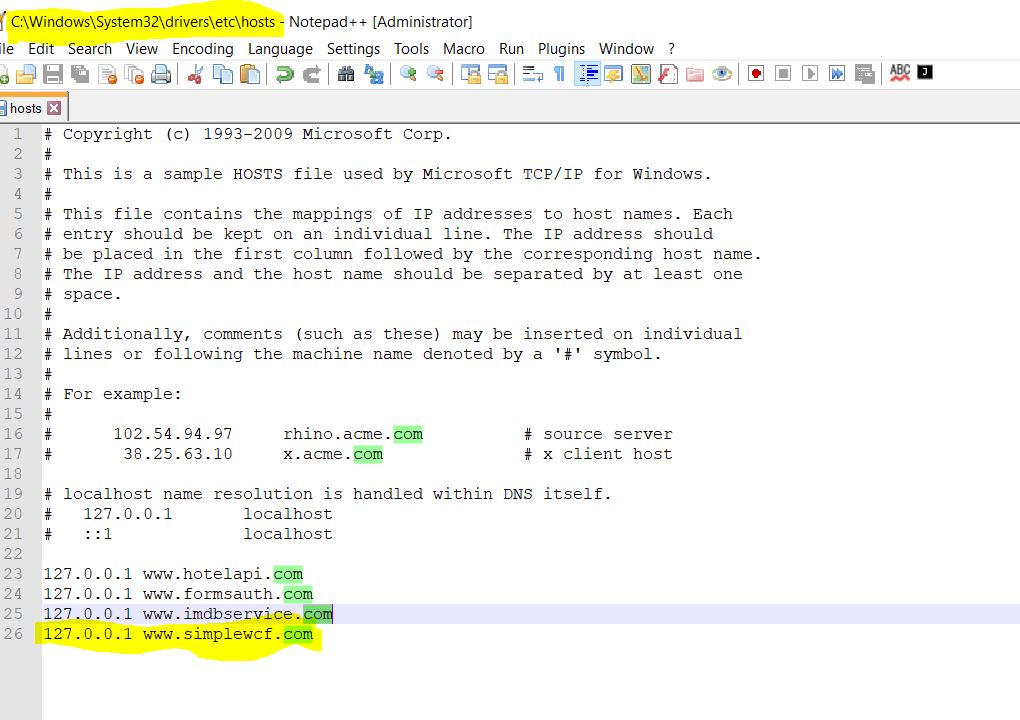 C:\Windows\System32\drivers\etc\hosts - Notepad++ [Administrator]
ile Edit Search View Encoding Language Settings Tools Macro Run Plugins Window ?
ABC J
hosts
1 # Copyright (c) 1993-2009 Microsoft Corp.
2 #
3 # This is a sample HOSTS file used by Microsoft TCP/IP for Windows.
4 #
5 # This file contains the mappings of IP addresses to host names. Each
6 # entry should be kept on an individual line. The IP address should
7 # be placed in the first column followed by the corresponding host name.
8 # The IP address and the host name should be separated by at least one
9 # space.
10 #
11 # Additionally, comments (such as these) may be inserted on individual
12 # lines or following the machine name denoted by a '#' symbol.
13 #
14 # For example:
15 #
16 #      102.54.94.97     rhino.acme.com          # source server
17 #       38.25.63.10     x.acme.com              # x client host
18
19 # localhost name resolution is handled within DNS itself.
20 #   127.0.0.1       localhost
21 #   ::1             localhost
22
23 127.0.0.1 www.hotelapi.com
24 127.0.0.1 www.formsauth.com
25 127.0.0.1 www.imdbservice.com
26 127.0.0.1 www.simplewcf.com